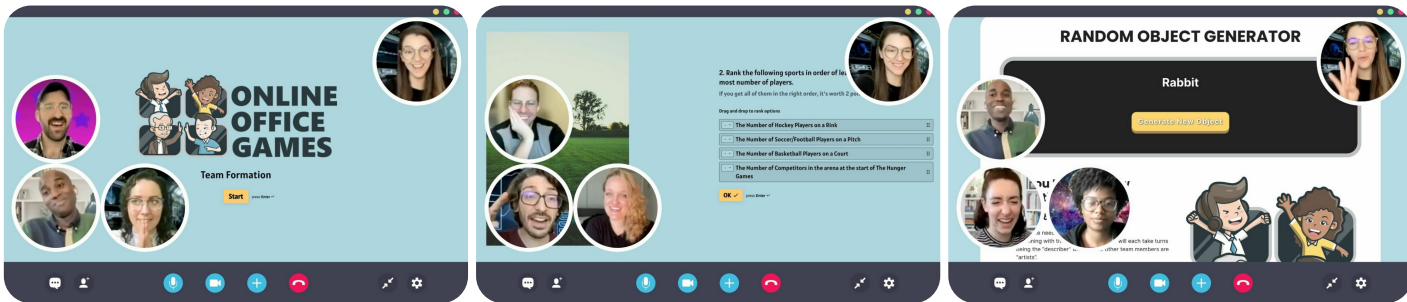 ONLINE
OFFICE
GAMES
Team Formation
Start press Enter ↵
2. Rank the following sports in order of
most number of players.
If you get all of them in the right order, it's worth 2
Drag and drop to rank options
The Number of Hockey Players on a Rink
The Number of Soccer/Football Players on a Pitch
The Number of Basketball Players on a Court
The Number of Competitors in the arena at the start of The Hunger
Games
OK ✓ press Enter ↵
RANDOM OBJECT GENERATOR
Rabbit
Generate New Object
will each take turns
being the "describer"
other team members are
"artists".